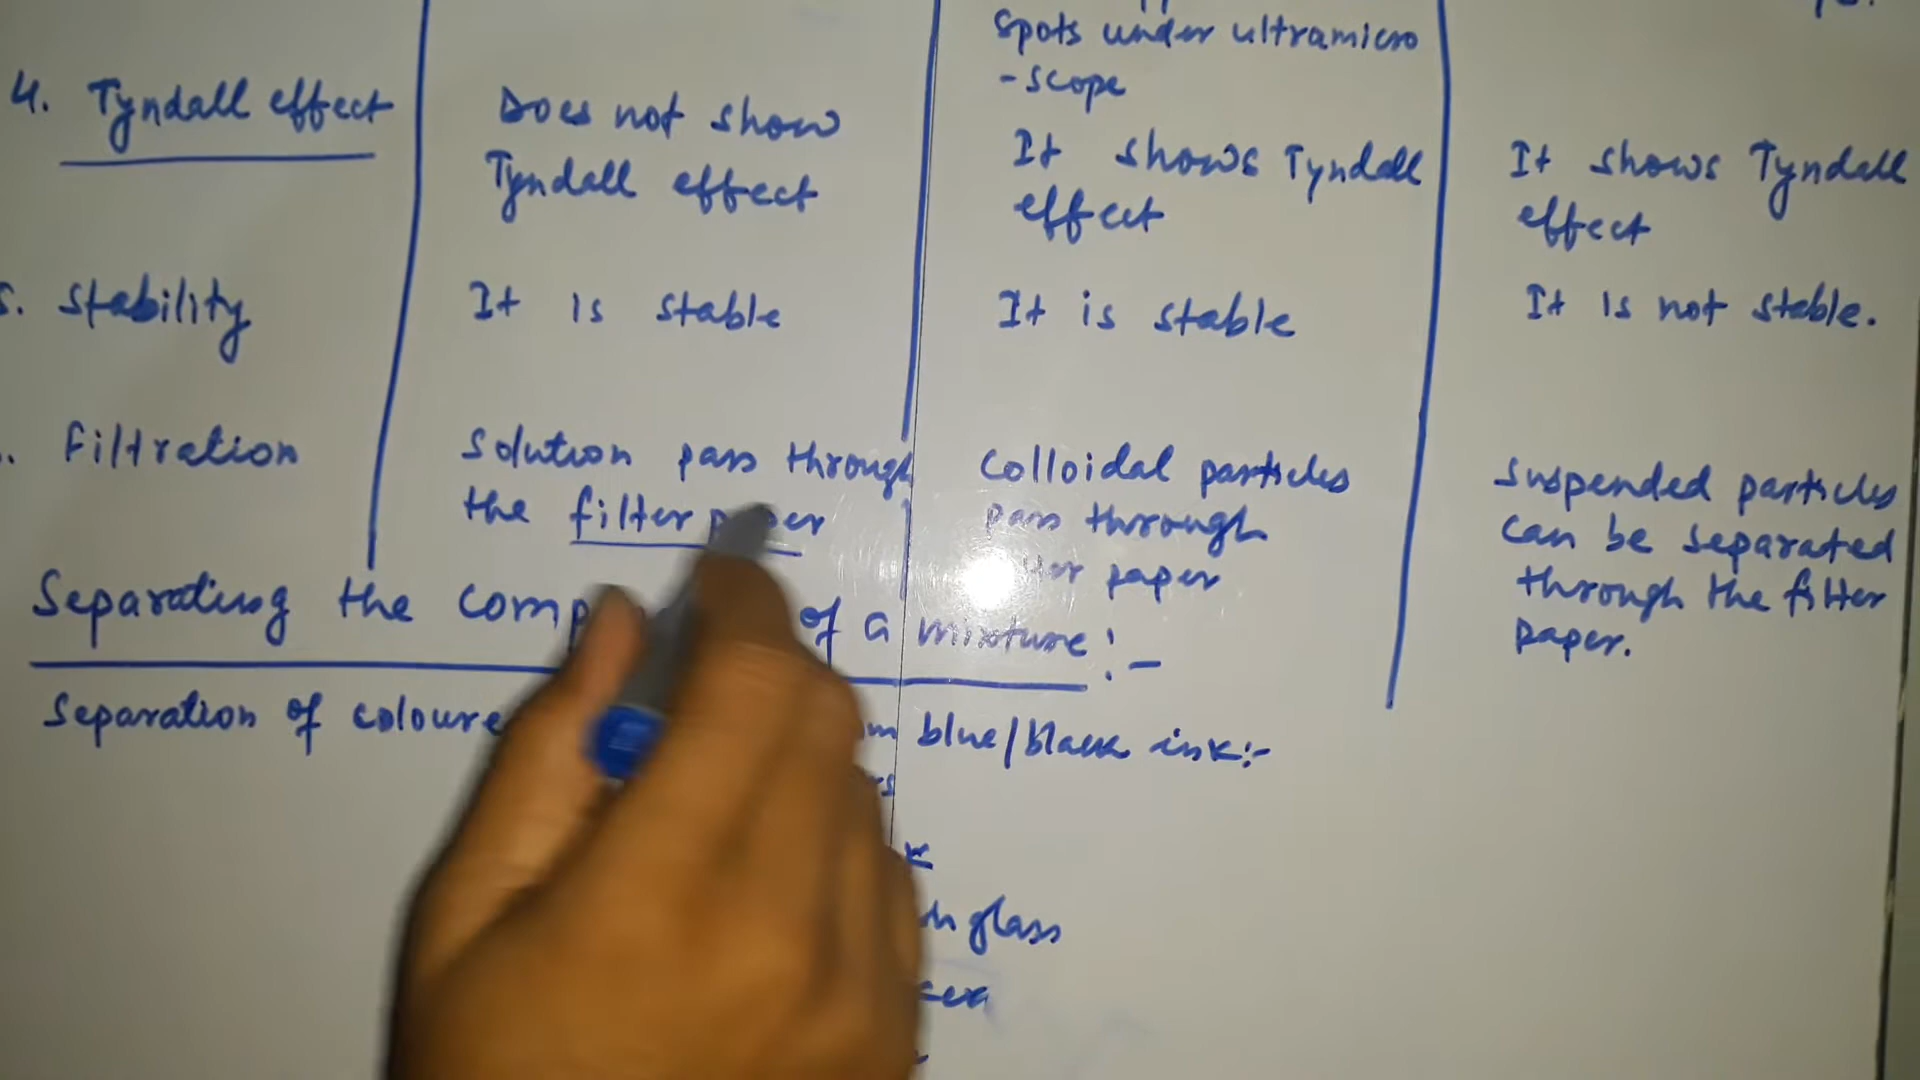 spots under ultramicro
-scope
4. Tyndall effect
Does not show
Tyndall effect
It shows Tyndall
effect
It shows Tyndall
effect
5. Stability
It is stable
It is stable
It is not stable.
Filtration
Solution pass through
the filter paper
Colloidal particles
pass through
paper
Suspended particles
can be separated
through the filter
paper.
Separating the of a mixture:-
Separation of blue/black ink:-
glass